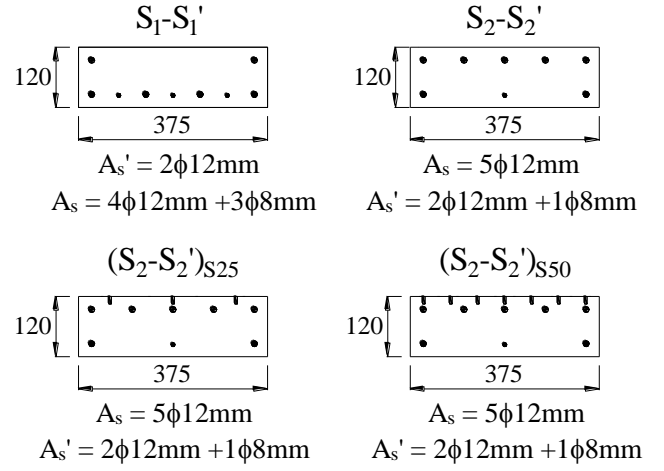 S₁-S₁' S₂-S₂'
120 120
375 375
Aₛ' = 2ϕ12mm Aₛ = 5ϕ12mm
Aₛ = 4ϕ12mm +3ϕ8mm Aₛ' = 2ϕ12mm +1ϕ8mm
(S₂-S₂')S25 (S₂-S₂')S50
120 120
375 375
Aₛ = 5ϕ12mm Aₛ = 5ϕ12mm
Aₛ' = 2ϕ12mm +1ϕ8mm Aₛ' = 2ϕ12mm +1ϕ8mm